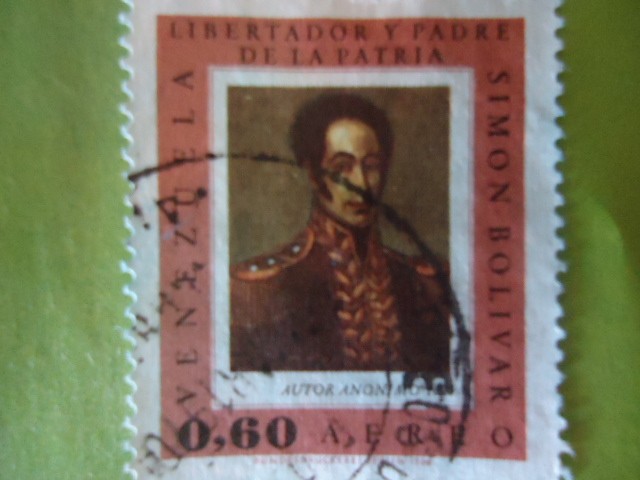 LIBERTADOR Y PADRE
DE LA PATRIA
VENEZUELA
SIMON BOLIVAR
AUTOR ANONIMO
0,60 AEREO